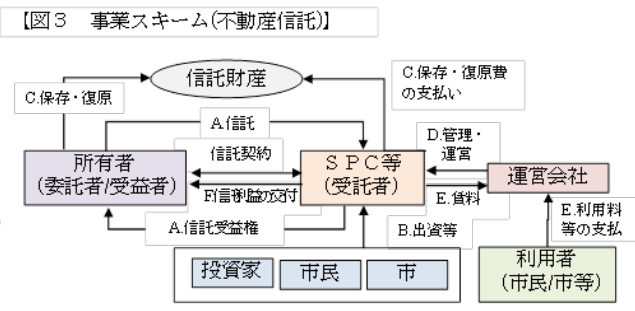 【図3　事業スキーム(不動産信託)】
信託財産
C.保存・復原
C.保存・復原費
の支払い
A.信託
D.管理・
運営
信託契約
所有者
(委託者/受益者)
SPC等
(受託者)
運営会社
E.賃料
A.信託受益権
B.出資等
E.利用料
等の支払
投資家
市民
市
利用者
(市民/市等)